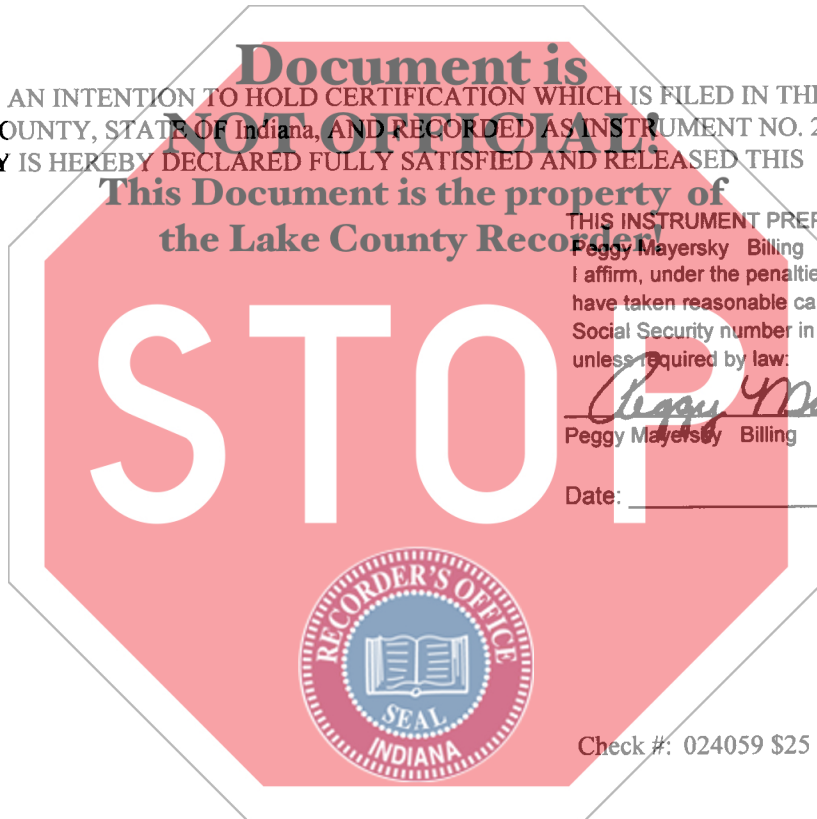 Document is
AN INTENTION TO HOLD CERTIFICATION WHICH IS FILED IN THE
OUNTY, STATE OF Indiana, AND RECORDED AS INSTRUMENT NO. 2
NOT OFFICIAL!
Y IS HEREBY DECLARED FULLY SATISFIED AND RELEASED THIS
This Document is the property of
the Lake County Recorder!
THIS INSTRUMENT PREP
Peggy Mayersky Billing
I affirm, under the penaltie
have taken reasonable ca
Social Security number in
unless required by law:
Peggy Ma
Peggy Mayersky Billing
Date:
STOP
RECORDER'S OFFICE
SEAL
INDIANA
Check #: 024059 $25